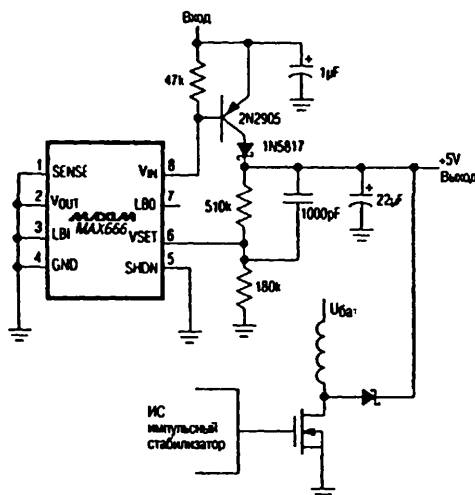 Вход
47k
1µF
2N2905
1N5817
+5V
Выход
1 SENSE
VIN 8
2 VOUT
LBO 7
MAXIM
MAX666
3 LBI
VSET 6
4 GND
SHDN 5
510k
1000pF
22µF
180k
Uбат
ИС
импульсный
стабилизатор